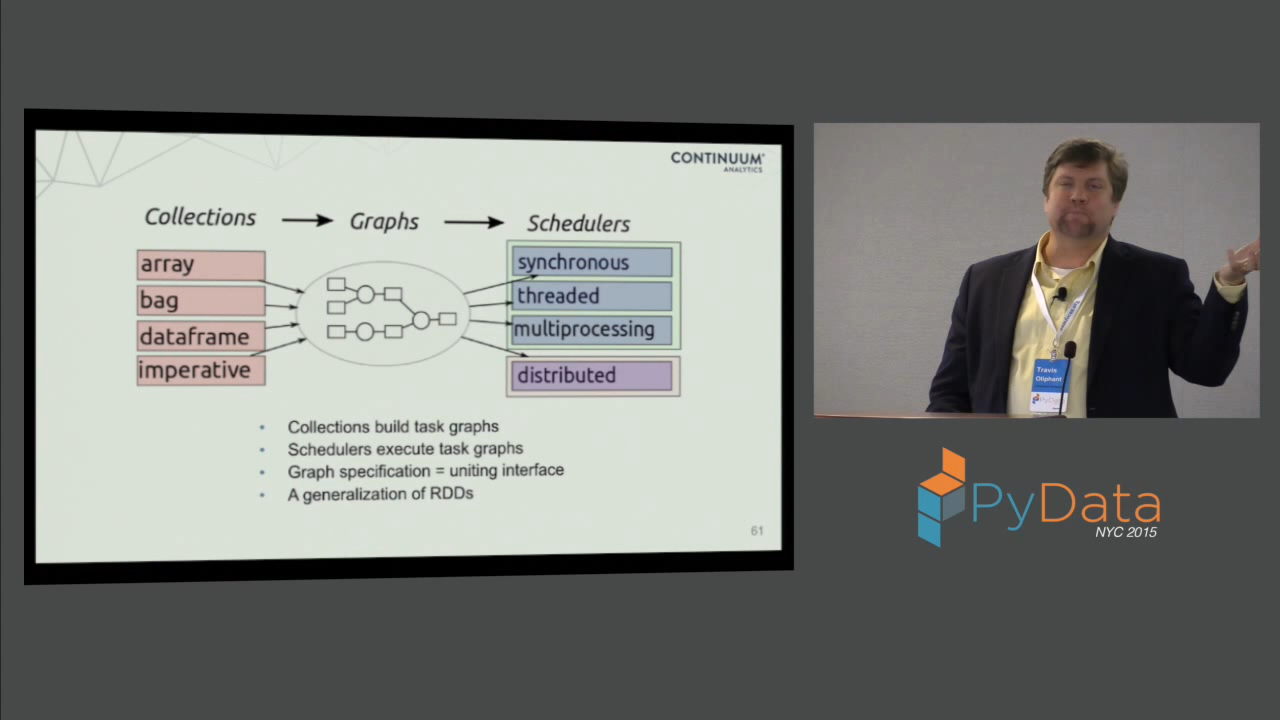 CONTINUUM
ANALYTICS
Collections Graphs Schedulers
array
bag
dataframe
imperative
synchronous
threaded
multiprocessing
distributed
• Collections build task graphs
• Schedulers execute task graphs
• Graph specification = uniting interface
• A generalization of RDDs
61
Travis
Oliphant
PyData
PyData
NYC 2015